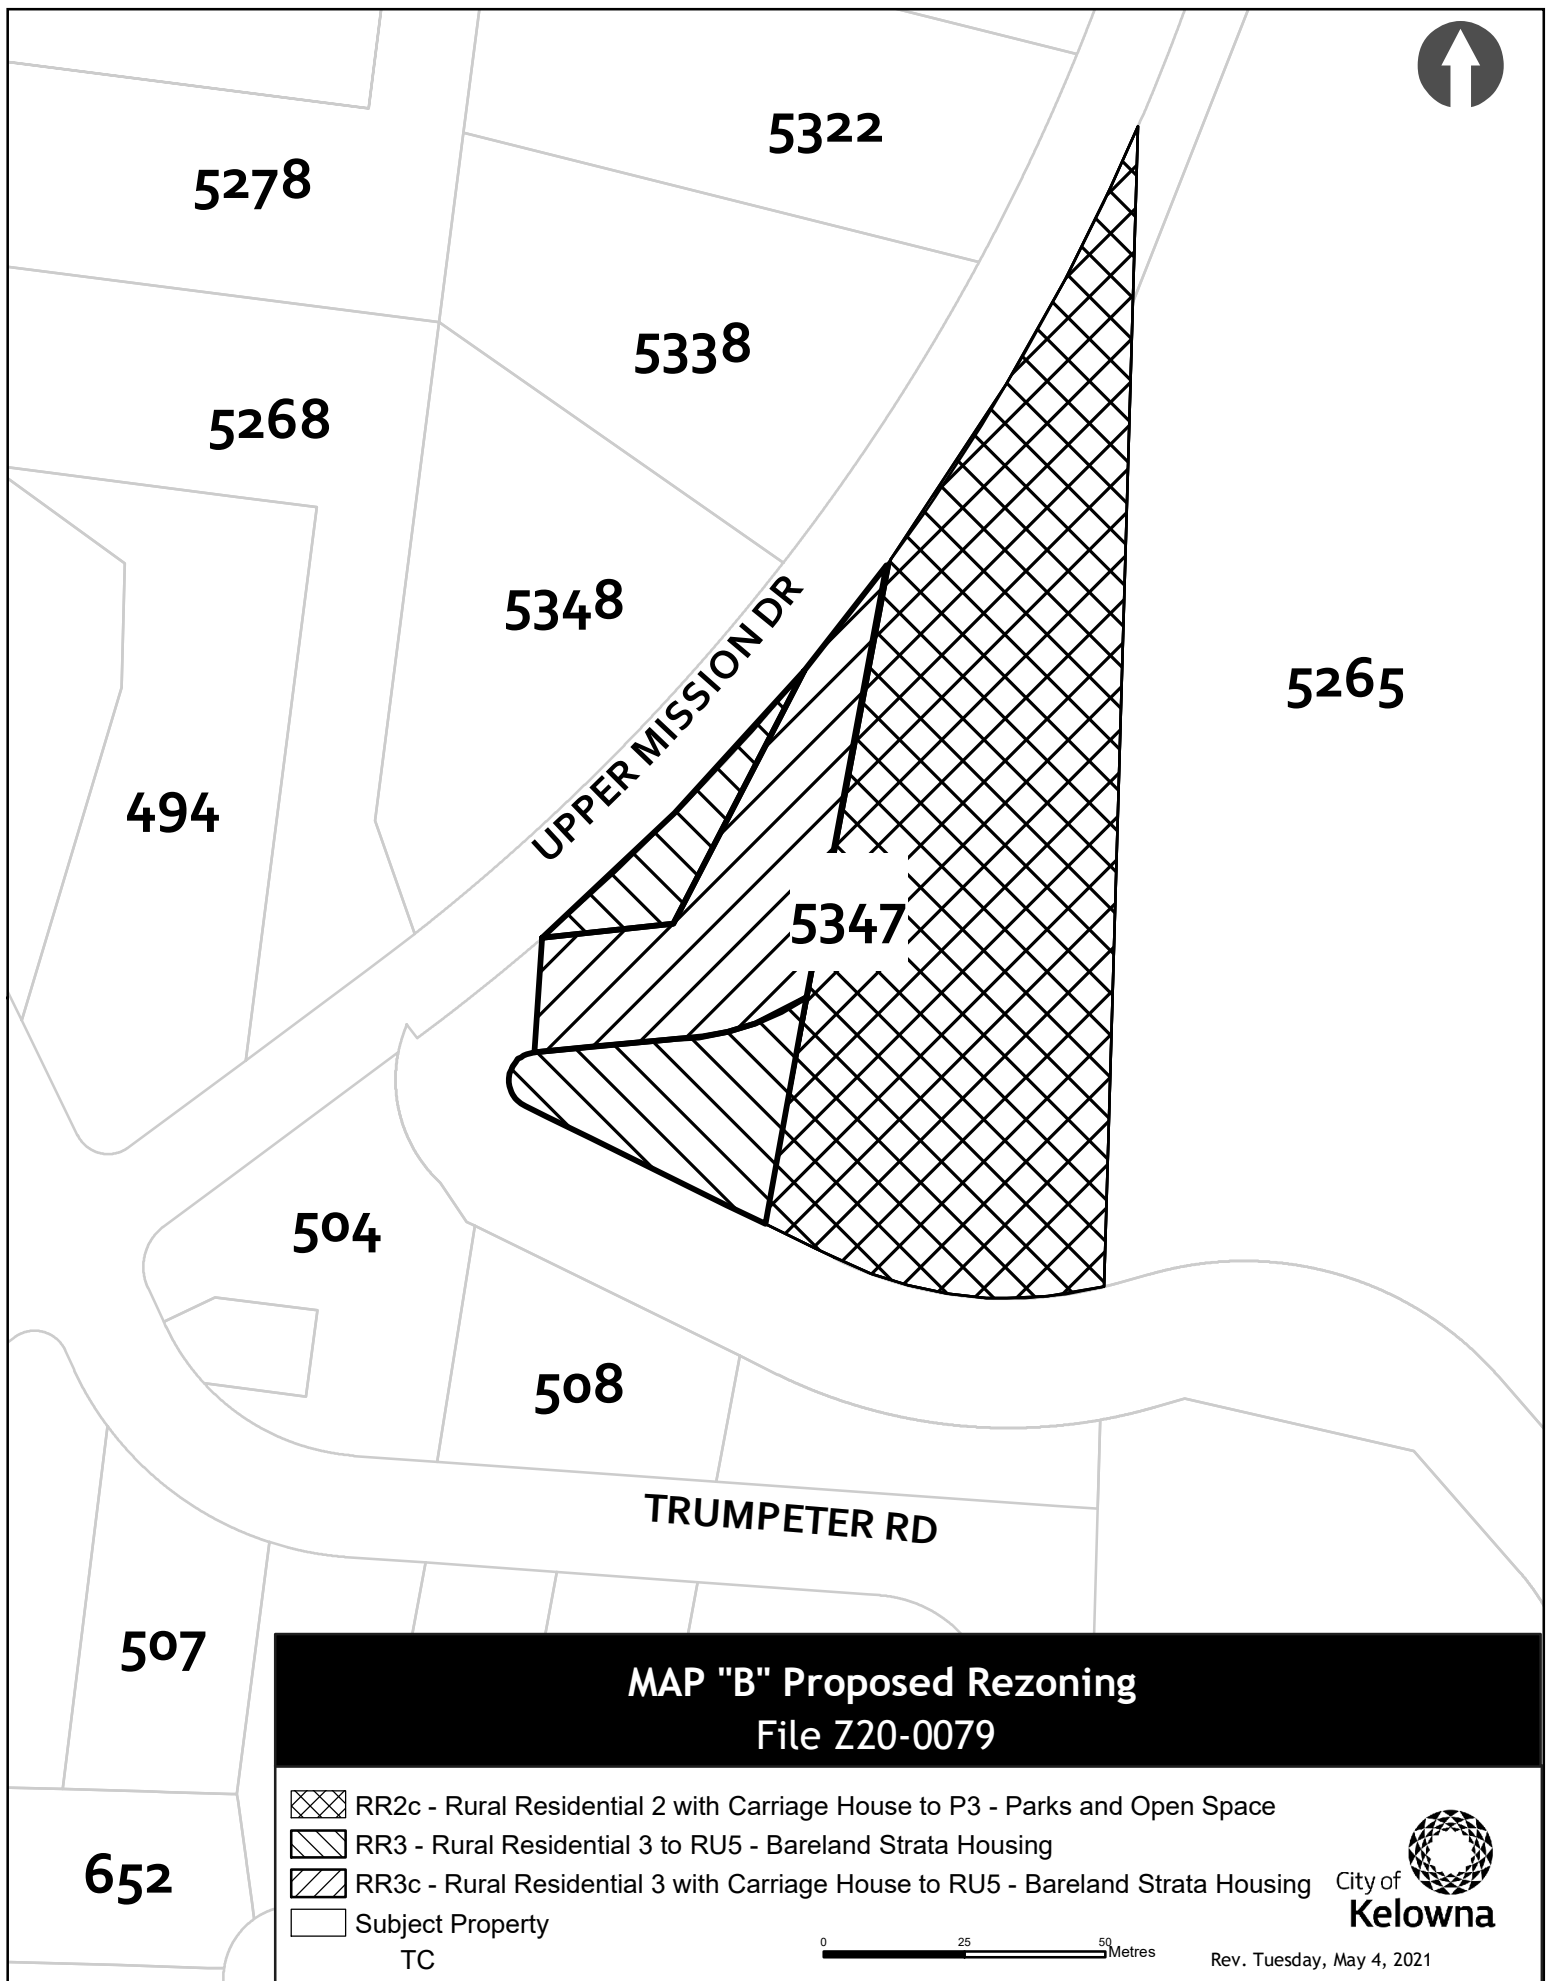 5322
5278
5338
5268
5348
UPPER MISSION DR
5265
494
5347
504
508
TRUMPETER RD
507
652
MAP "B" Proposed Rezoning
File Z20-0079
RR2c - Rural Residential 2 with Carriage House to P3 - Parks and Open Space
RR3 - Rural Residential 3 to RU5 - Bareland Strata Housing
RR3c - Rural Residential 3 with Carriage House to RU5 - Bareland Strata Housing
Subject Property
TC
0 25 50 Metres
City of
Kelowna
Rev. Tuesday, May 4, 2021